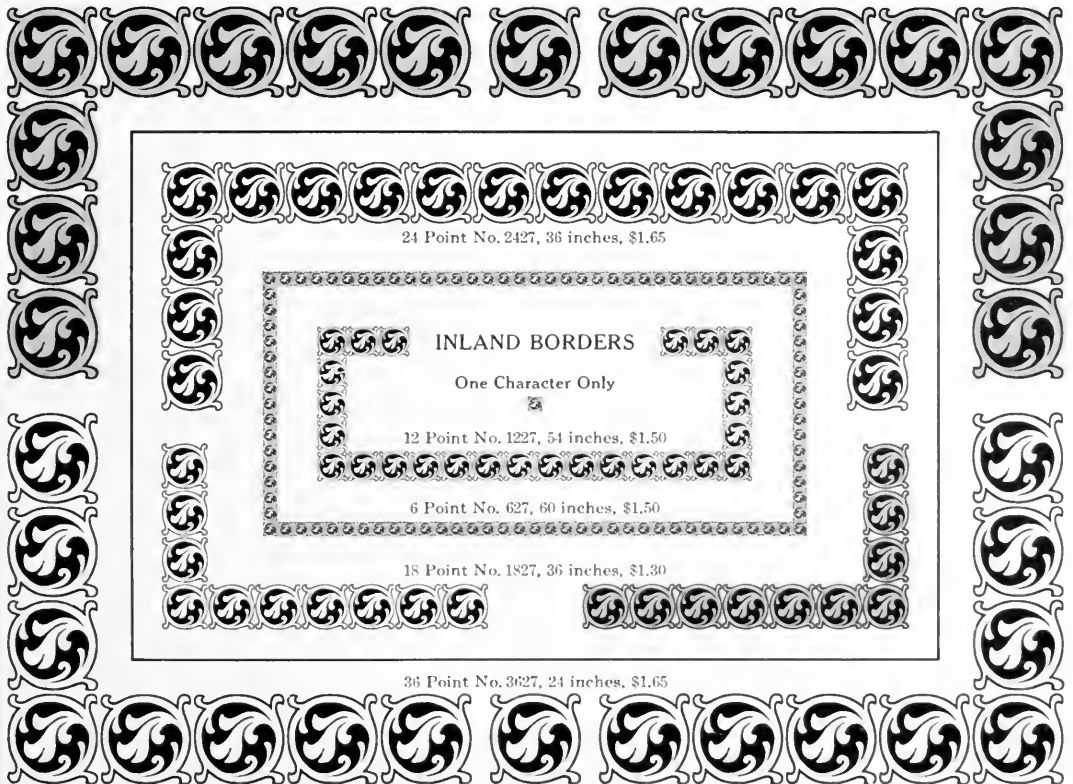 24 Point No. 2427, 36 inches, $1.65
INLAND BORDERS
One Character Only
12 Point No. 1227, 54 inches, $1.50
6 Point No. 627, 60 inches, $1.50
18 Point No. 1827, 36 inches, $1.30
36 Point No. 3627, 24 inches, $1.65